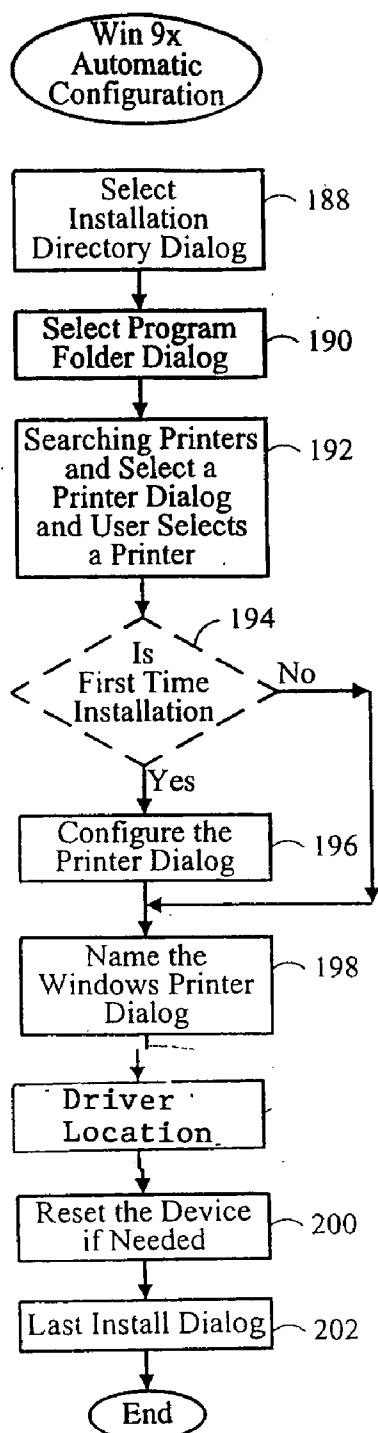 Win 9x
Automatic
Configuration
Select
Installation
Directory Dialog
188
Select Program
Folder Dialog
190
Searching Printers
and Select a
Printer Dialog
and User Selects
a Printer
192
194
Is
First Time
Installation
No
Yes
Configure the
Printer Dialog
196
Name the
Windows Printer
Dialog
198
Driver
Location
Reset the Device
if Needed
200
Last Install Dialog
202
End